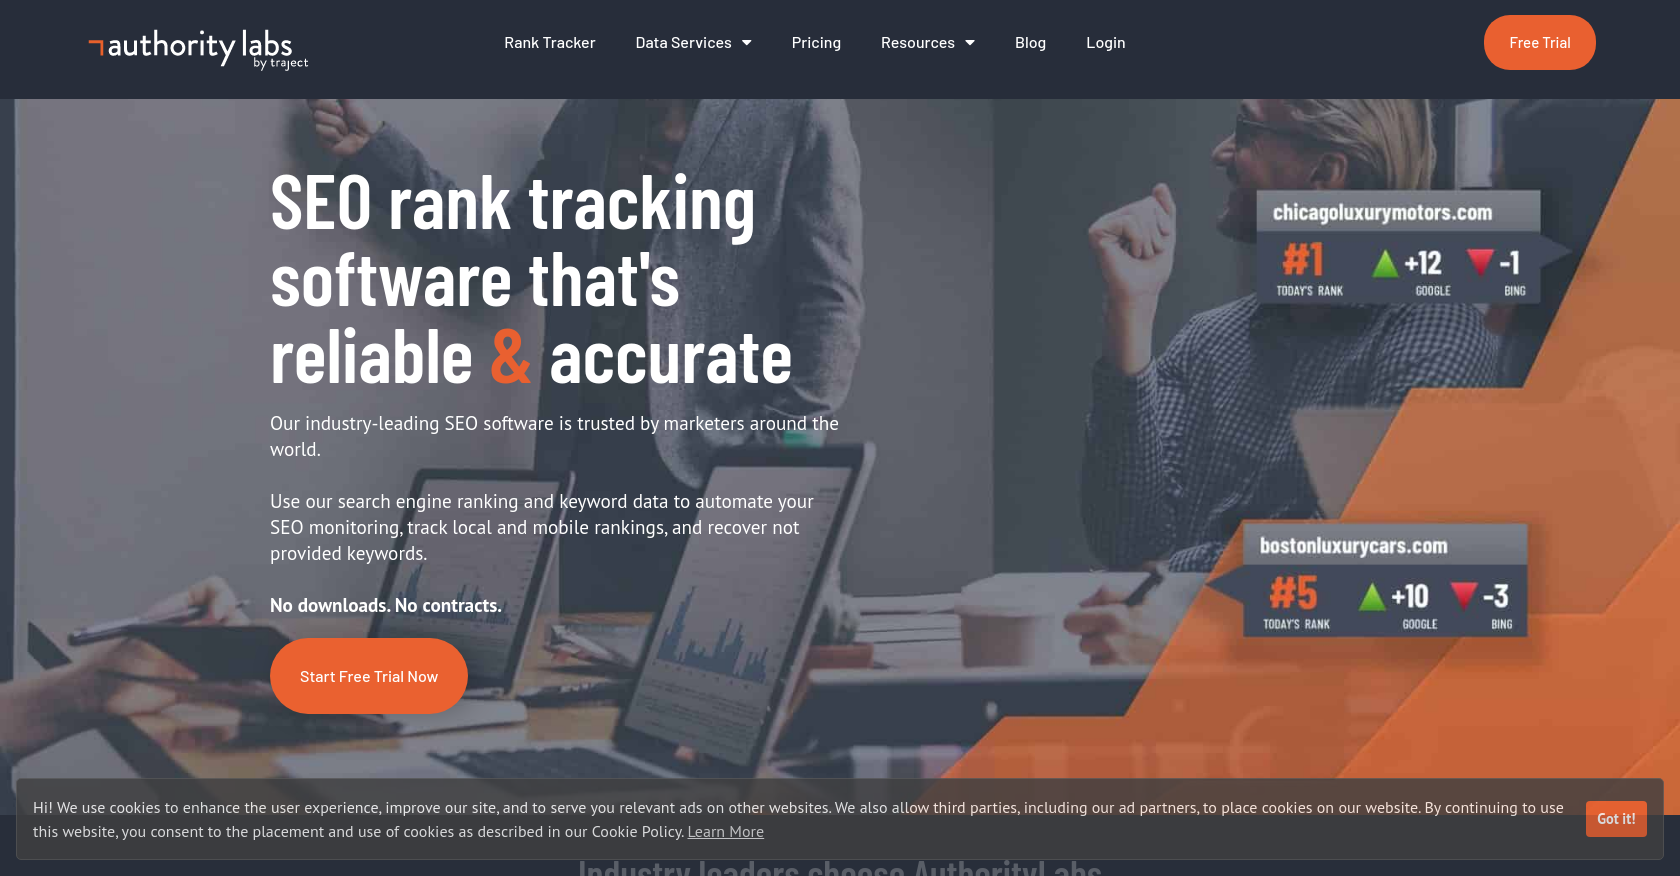 authority labs
by traject
Rank Tracker
Data Services
Pricing
Resources
Blog
Login
Free Trial
SEO rank tracking
software that's
reliable & accurate
Our industry-leading SEO software is trusted by marketers around the
world.
Use our search engine ranking and keyword data to automate your
SEO monitoring, track local and mobile rankings, and recover not
provided keywords.
No downloads. No contracts.
Start Free Trial Now
chicagoluxurymotors.com
#1 +12 -1
TODAY'S RANK GOOGLE BING
bostonluxurycars.com
#5 +10 -3
TODAY'S RANK GOOGLE BING
Hi! We use cookies to enhance the user experience, improve our site, and to serve you relevant ads on other websites. We also allow third parties, including our ad partners, to place cookies on our website. By continuing to use
this website, you consent to the placement and use of cookies as described in our Cookie Policy. Learn More
Got it!
Industry leaders choose AuthorityLabs